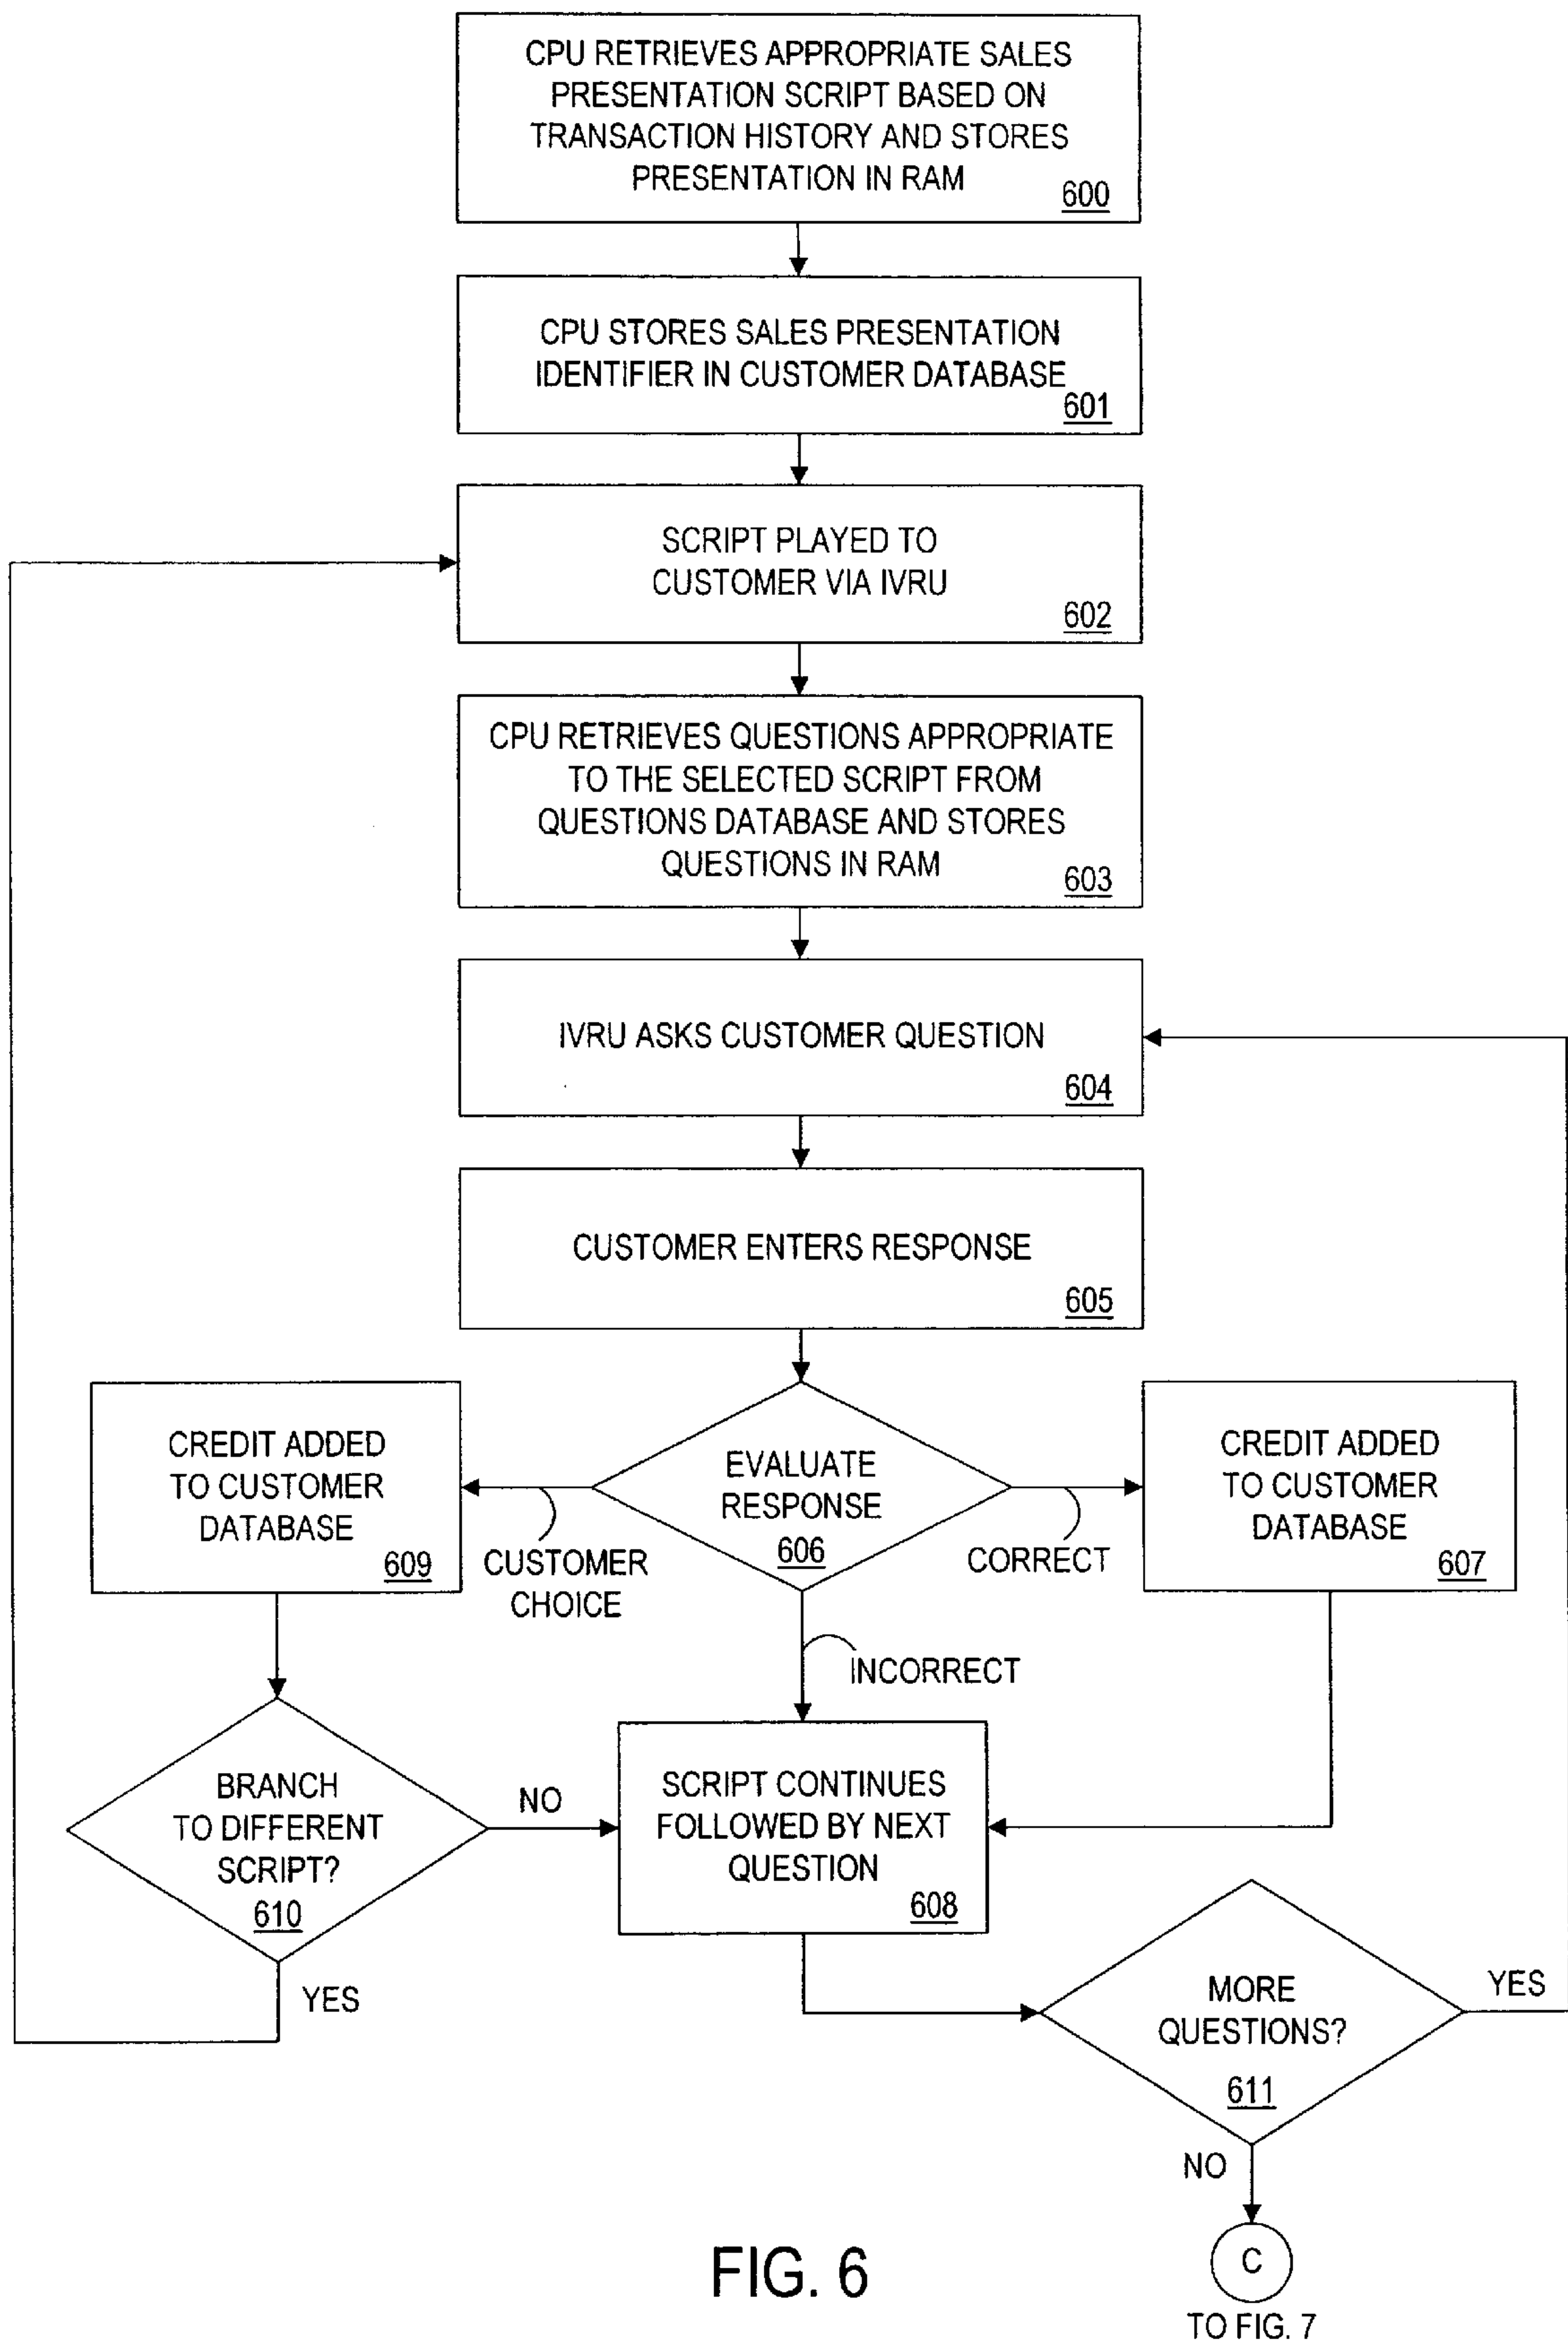 CPU RETRIEVES APPROPRIATE SALES
PRESENTATION SCRIPT BASED ON
TRANSACTION HISTORY AND STORES
PRESENTATION IN RAM
600
CPU STORES SALES PRESENTATION
IDENTIFIER IN CUSTOMER DATABASE
601
SCRIPT PLAYED TO
CUSTOMER VIA IVRU
602
CPU RETRIEVES QUESTIONS APPROPRIATE
TO THE SELECTED SCRIPT FROM
QUESTIONS DATABASE AND STORES
QUESTIONS IN RAM
603
IVRU ASKS CUSTOMER QUESTION
604
CUSTOMER ENTERS RESPONSE
605
CREDIT ADDED
TO CUSTOMER
DATABASE
609
CUSTOMER
CHOICE
EVALUATE
RESPONSE
606
CORRECT
CREDIT ADDED
TO CUSTOMER
DATABASE
607
INCORRECT
BRANCH
TO DIFFERENT
SCRIPT?
610
NO
YES
SCRIPT CONTINUES
FOLLOWED BY NEXT
QUESTION
608
MORE
QUESTIONS?
611
YES
NO
C
TO FIG. 7
FIG. 6